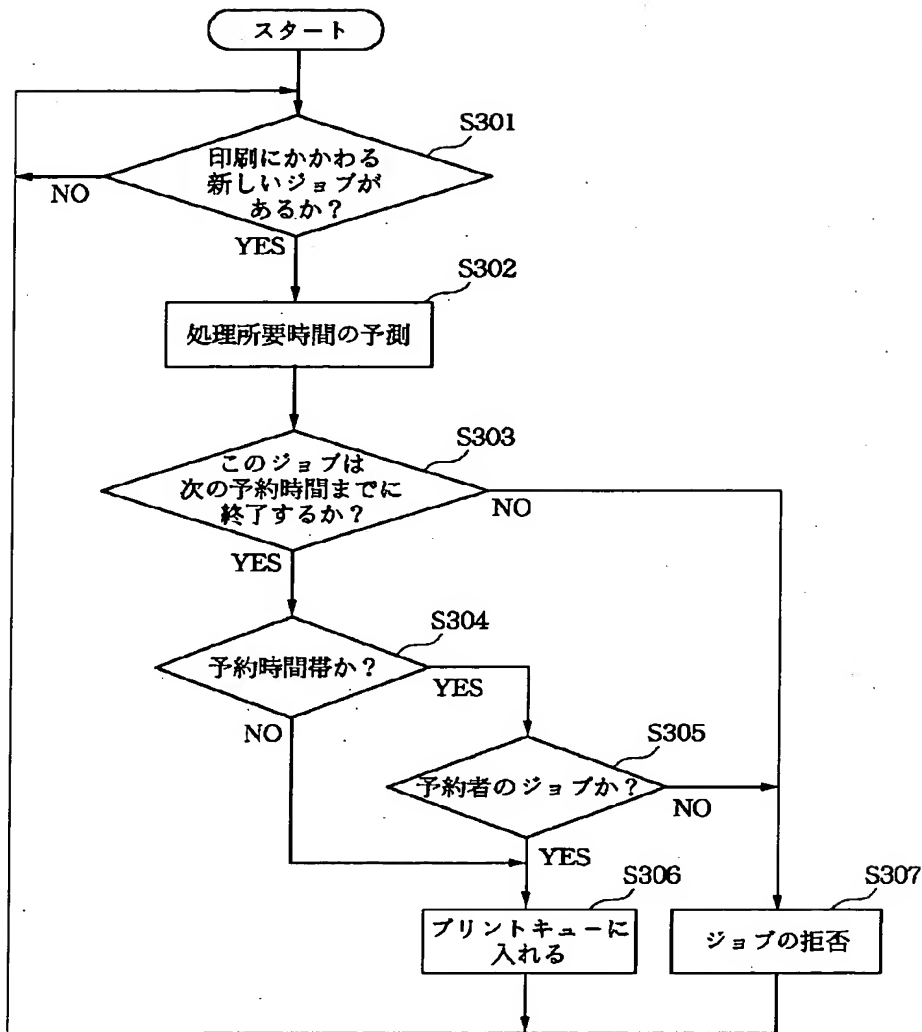 スタート
S301
印刷にかかわる
新しいジョブが
あるか？
NO
YES
S302
処理所要時間の予測
S303
このジョブは
次の予約時間までに
終了するか？
NO
YES
S304
予約時間帯か？
YES
NO
S305
予約者のジョブか？
NO
YES
S306
プリントキューに
入れる
S307
ジョブの拒否